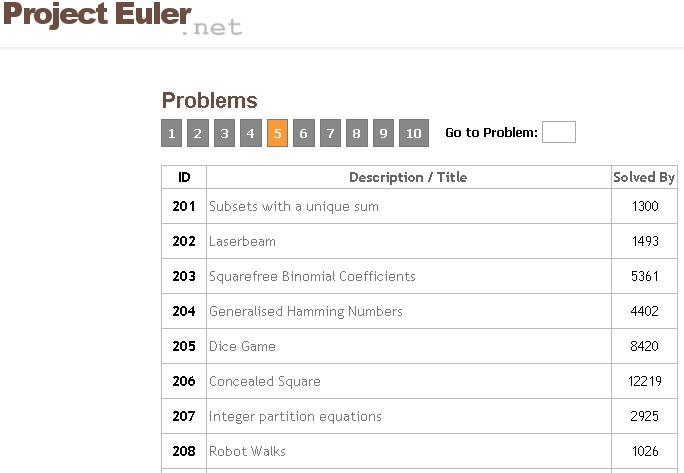 Project Euler
.net
Problems
1 2 3 4 5 6 7 8 9 10 Go to Problem:
ID Description / Title Solved By
201 Subsets with a unique sum 1300
202 Laserbeam 1493
203 Squarefree Binomial Coefficients 5361
204 Generalised Hamming Numbers 4402
205 Dice Game 8420
206 Concealed Square 12219
207 Integer partition equations 2925
208 Robot Walks 1026